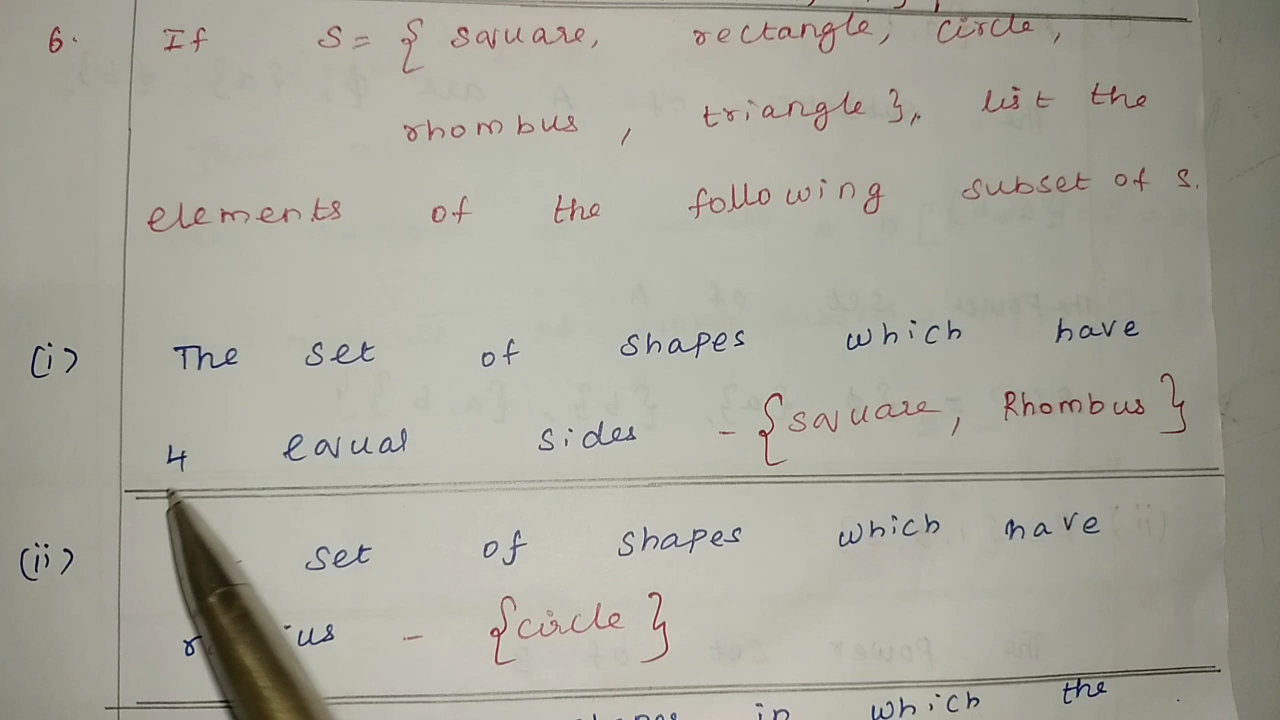 6. If S = { square, rectangle, circle,
rhombus, triangle }, list the
elements of the following subset of S.
(i) The set of shapes which have
4 equal sides - {square, Rhombus}
(ii) set of shapes which have
- {circle}
in which the